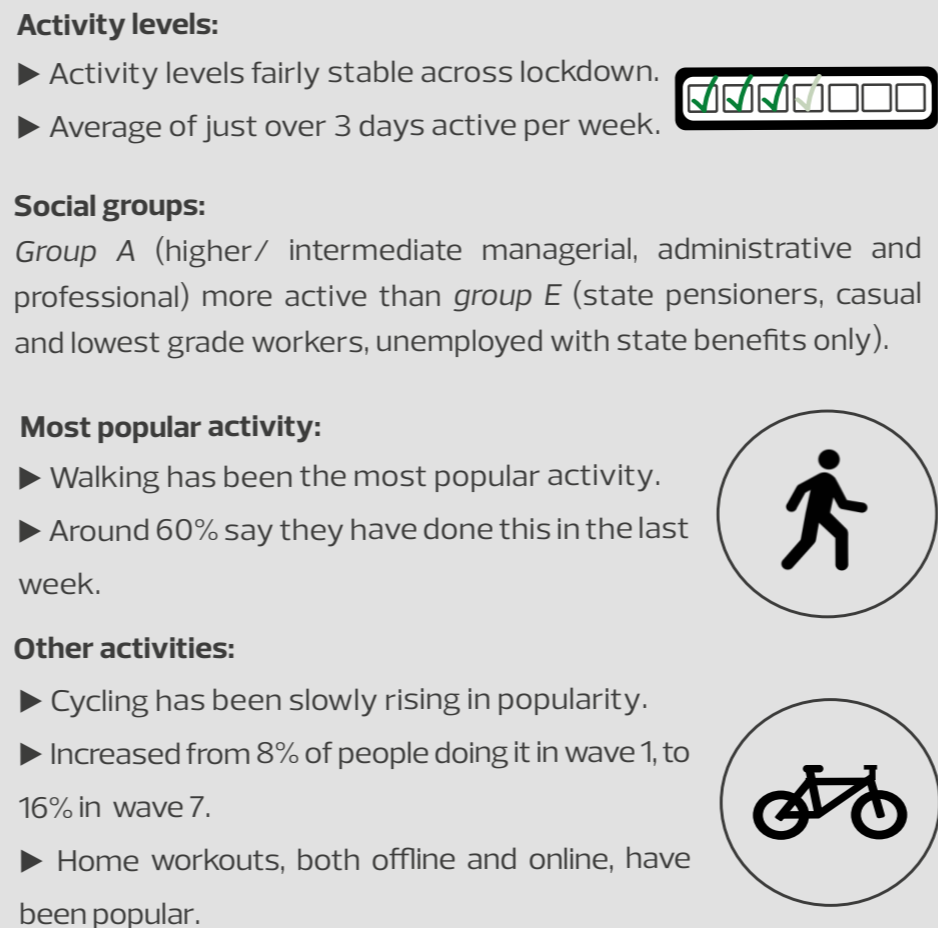 Activity levels:
▶ Activity levels fairly stable across lockdown.
▶ Average of just over 3 days active per week.
Social groups:
Group A (higher/ intermediate managerial, administrative and
professional) more active than group E (state pensioners, casual
and lowest grade workers, unemployed with state benefits only).
Most popular activity:
▶ Walking has been the most popular activity.
▶ Around 60% say they have done this in the last
week.
Other activities:
▶ Cycling has been slowly rising in popularity.
▶ Increased from 8% of people doing it in wave 1, to
16% in wave 7.
▶ Home workouts, both offline and online, have
been popular.